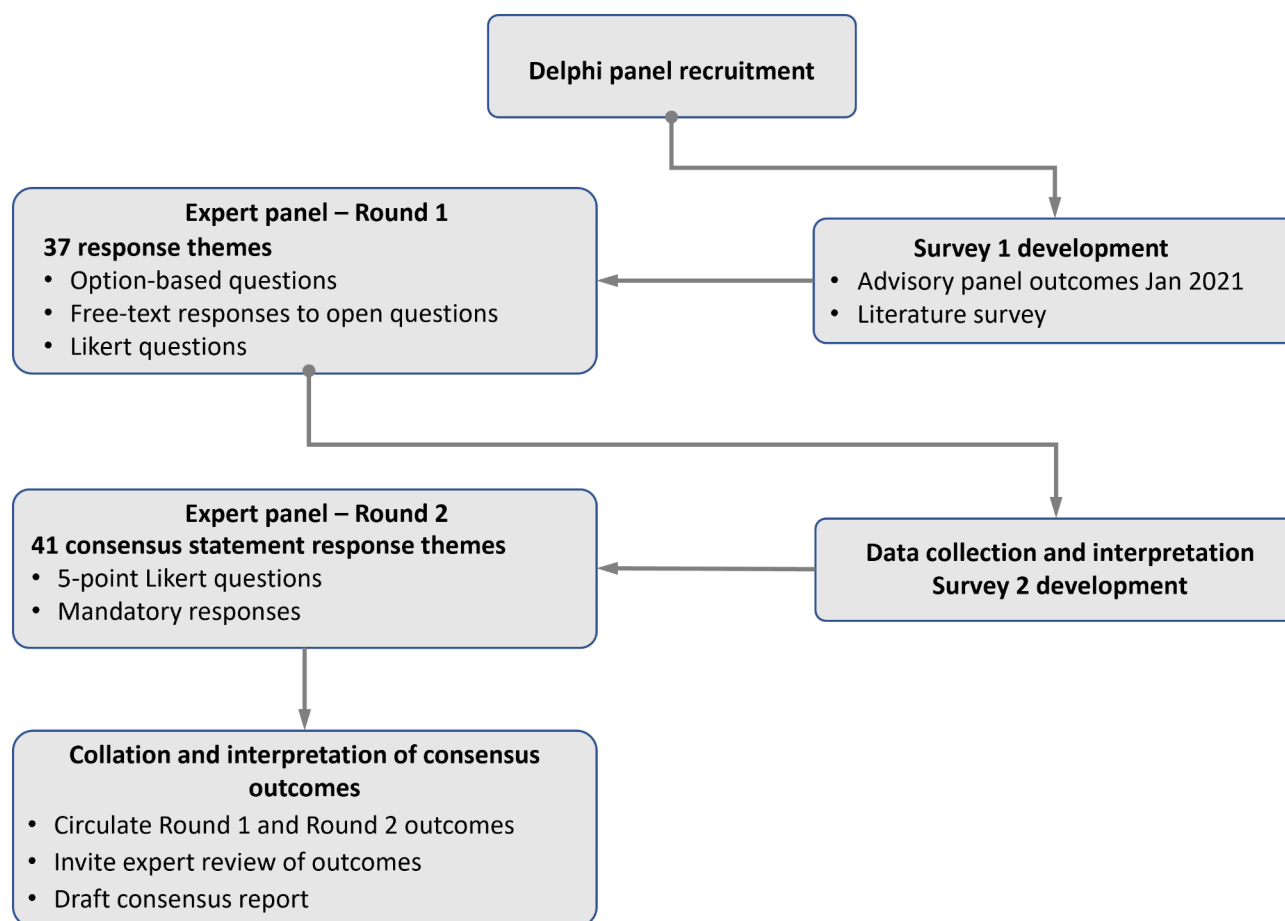 Delphi panel recruitment
Survey 1 development
• Advisory panel outcomes Jan 2021
• Literature survey
Expert panel – Round 1
37 response themes
• Option-based questions
• Free-text responses to open questions
• Likert questions
Data collection and interpretation
Survey 2 development
Expert panel – Round 2
41 consensus statement response themes
• 5-point Likert questions
• Mandatory responses
Collation and interpretation of consensus
outcomes
• Circulate Round 1 and Round 2 outcomes
• Invite expert review of outcomes
• Draft consensus report